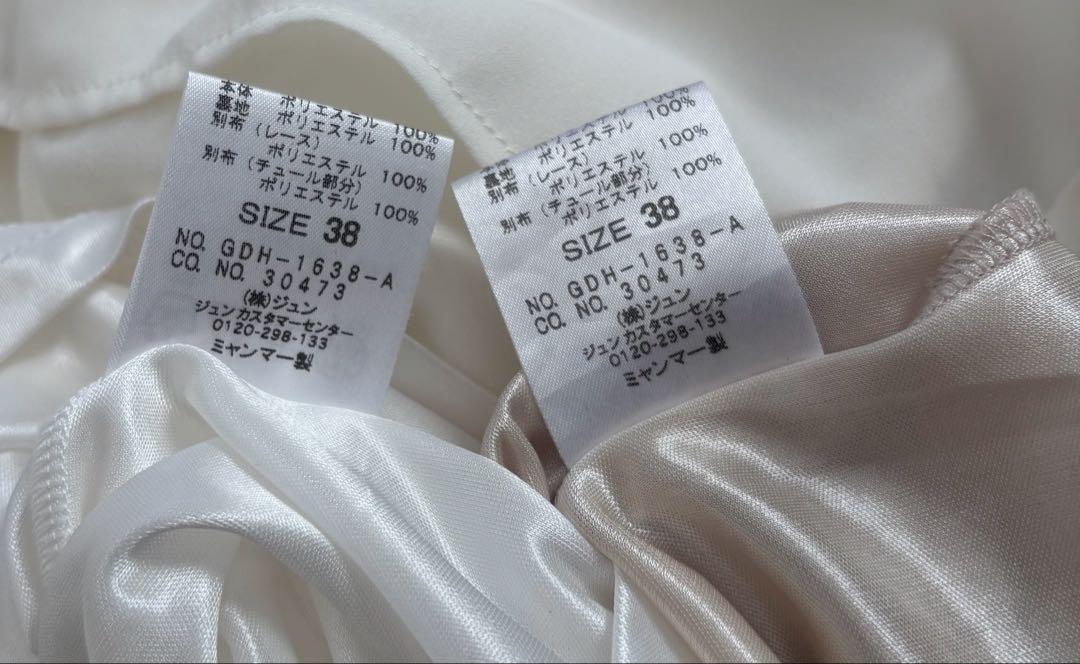 本体 ポリエステル 100%
裏地 ポリエステル 100%
別布 (レース)
ポリエステル 100%
別布 (チュール部分)
ポリエステル 100%
SIZE 38
NO. GDH-1638-A
CO. NO. 30473
(株)ジュン
ジュンカスタマーセンター
0120-298-133
ミャンマー製
100%
裏地 ポリエステル 100%
別布 (レース)
ポリエステル 100%
別布 (チュール部分)
ポリエステル 100%
SIZE 38
NO. GDH-1638-A
CO. NO. 30473
(株)ジュン
ジュンカスタマーセンター
0120-298-133
ミャンマー製